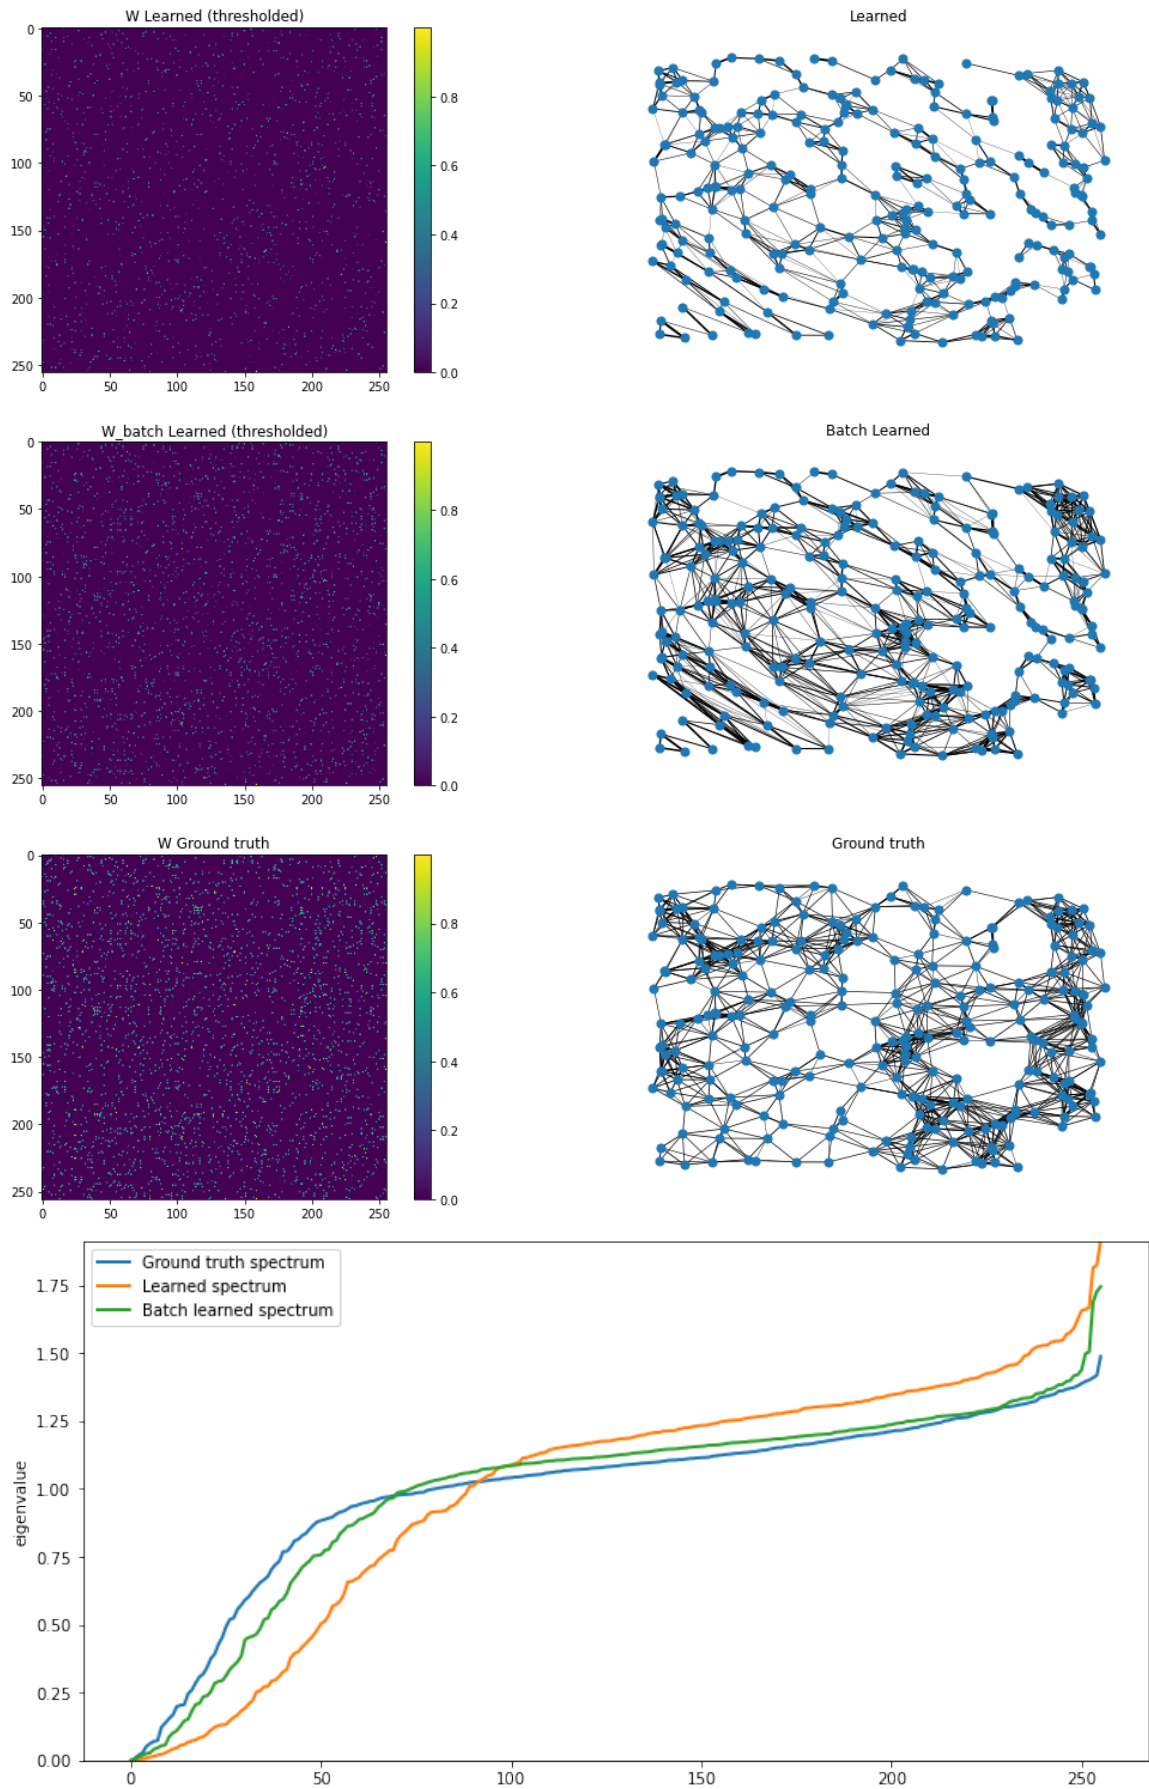 W Learned (thresholded)
0
50
100
150
200
250
0 50 100 150 200 250
0.8
0.6
0.4
0.2
0.0
Learned
W_batch Learned (thresholded)
0
50
100
150
200
250
0 50 100 150 200 250
0.8
0.6
0.4
0.2
0.0
Batch Learned
W Ground truth
0
50
100
150
200
250
0 50 100 150 200 250
0.8
0.6
0.4
0.2
0.0
Ground truth
Ground truth spectrum
Learned spectrum
Batch learned spectrum
eigenvalue
1.75
1.50
1.25
1.00
0.75
0.50
0.25
0.00
0 50 100 150 200 250